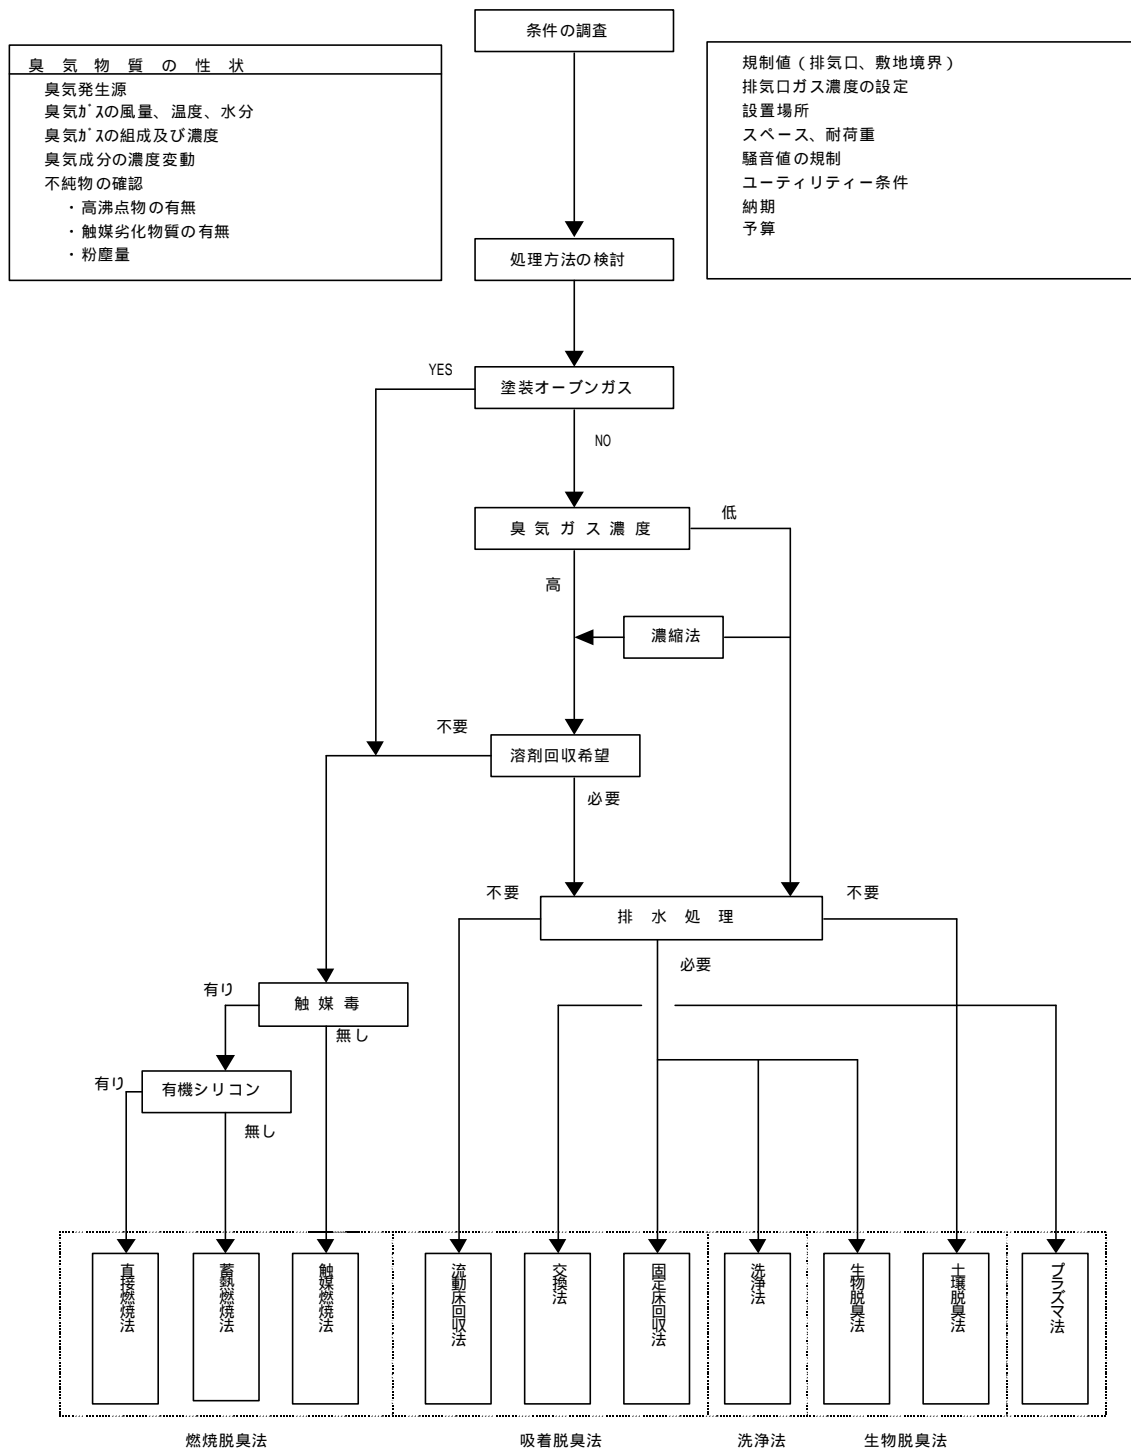 条件の調査
臭気物質の性状
臭気発生源
臭気ｶﾞｽの風量、温度、水分
臭気ｶﾞｽの組成及び濃度
臭気成分の濃度変動
不純物の確認
・高沸点物の有無
・触媒劣化物質の有無
・粉塵量
規制値(排気口、敷地境界)
排気口ガス濃度の設定
設置場所
スペース、耐荷重
騒音値の規制
ユーティリティー条件
納期
予算
処理方法の検討
YES
塗装オーブンガス
NO
臭気ガス濃度
低
高
濃縮法
不要
溶剤回収希望
必要
不要
排水処理
不要
必要
有り
触媒毒
無し
有り
有機シリコン
無し
直接燃焼法
蓄熱燃焼法
触媒燃焼法
流動床回収法
交換法
固定床回収法
洗浄法
生物脱臭法
土壌脱臭法
プラズマ法
燃焼脱臭法
吸着脱臭法
洗浄法
生物脱臭法